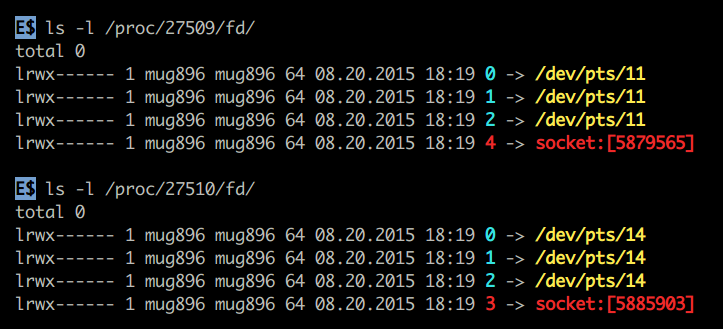 E$ ls -l /proc/27509/fd/
total 0
lrwx------ 1 mug896 mug896 64 08.20.2015 18:19 0 -> /dev/pts/11
lrwx------ 1 mug896 mug896 64 08.20.2015 18:19 1 -> /dev/pts/11
lrwx------ 1 mug896 mug896 64 08.20.2015 18:19 2 -> /dev/pts/11
lrwx------ 1 mug896 mug896 64 08.20.2015 18:19 4 -> socket:[5879565]
E$ ls -l /proc/27510/fd/
total 0
lrwx------ 1 mug896 mug896 64 08.20.2015 18:19 0 -> /dev/pts/14
lrwx------ 1 mug896 mug896 64 08.20.2015 18:19 1 -> /dev/pts/14
lrwx------ 1 mug896 mug896 64 08.20.2015 18:19 2 -> /dev/pts/14
lrwx------ 1 mug896 mug896 64 08.20.2015 18:19 3 -> socket:[5885903]